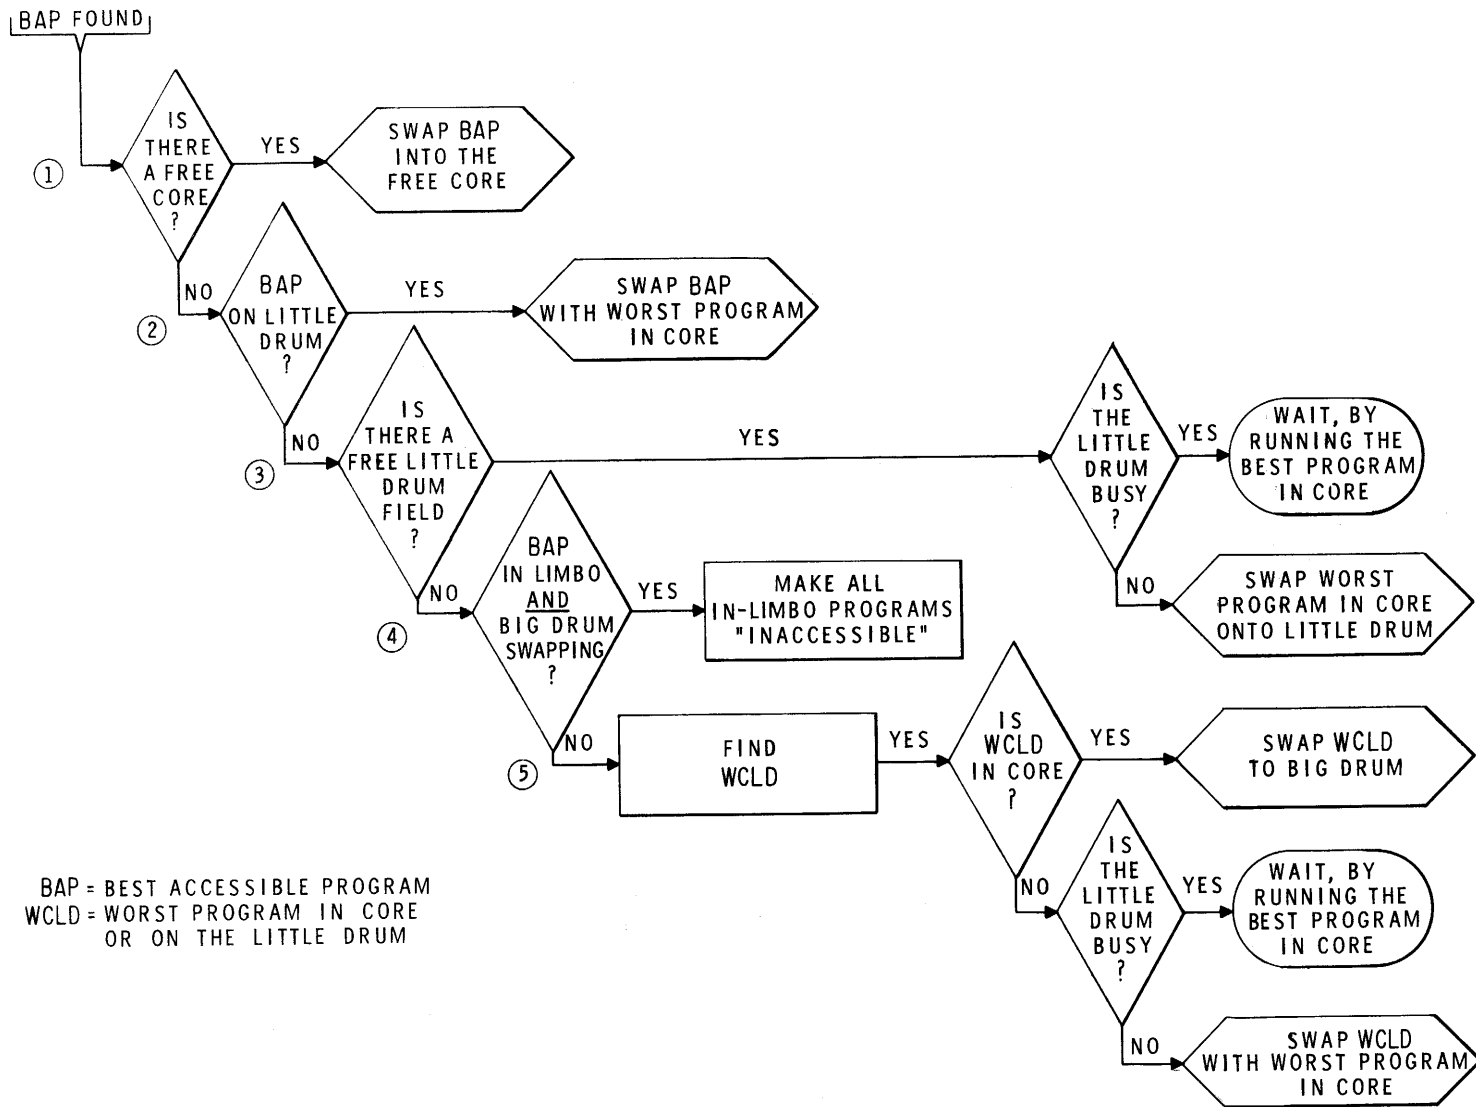 BAP FOUND
1
IS
THERE
A FREE
CORE
?
YES
SWAP BAP
INTO THE
FREE CORE
NO
2
BAP
ON LITTLE
DRUM
?
YES
SWAP BAP
WITH WORST PROGRAM
IN CORE
NO
3
IS
THERE A
FREE LITTLE
DRUM
FIELD
?
YES
IS
THE
LITTLE
DRUM
BUSY
?
YES
WAIT, BY
RUNNING THE
BEST PROGRAM
IN CORE
NO
SWAP WORST
PROGRAM IN CORE
ONTO LITTLE DRUM
NO
4
BAP
IN LIMBO
AND
BIG DRUM
SWAPPING
?
YES
MAKE ALL
IN-LIMBO PROGRAMS
"INACCESSIBLE"
NO
5
FIND
WCLD
YES
IS
WCLD
IN CORE
?
YES
SWAP WCLD
TO BIG DRUM
NO
IS
THE
LITTLE
DRUM
BUSY
?
YES
WAIT, BY
RUNNING THE
BEST PROGRAM
IN CORE
NO
SWAP WCLD
WITH WORST PROGRAM
IN CORE
BAP = BEST ACCESSIBLE PROGRAM
WCLD = WORST PROGRAM IN CORE
OR ON THE LITTLE DRUM